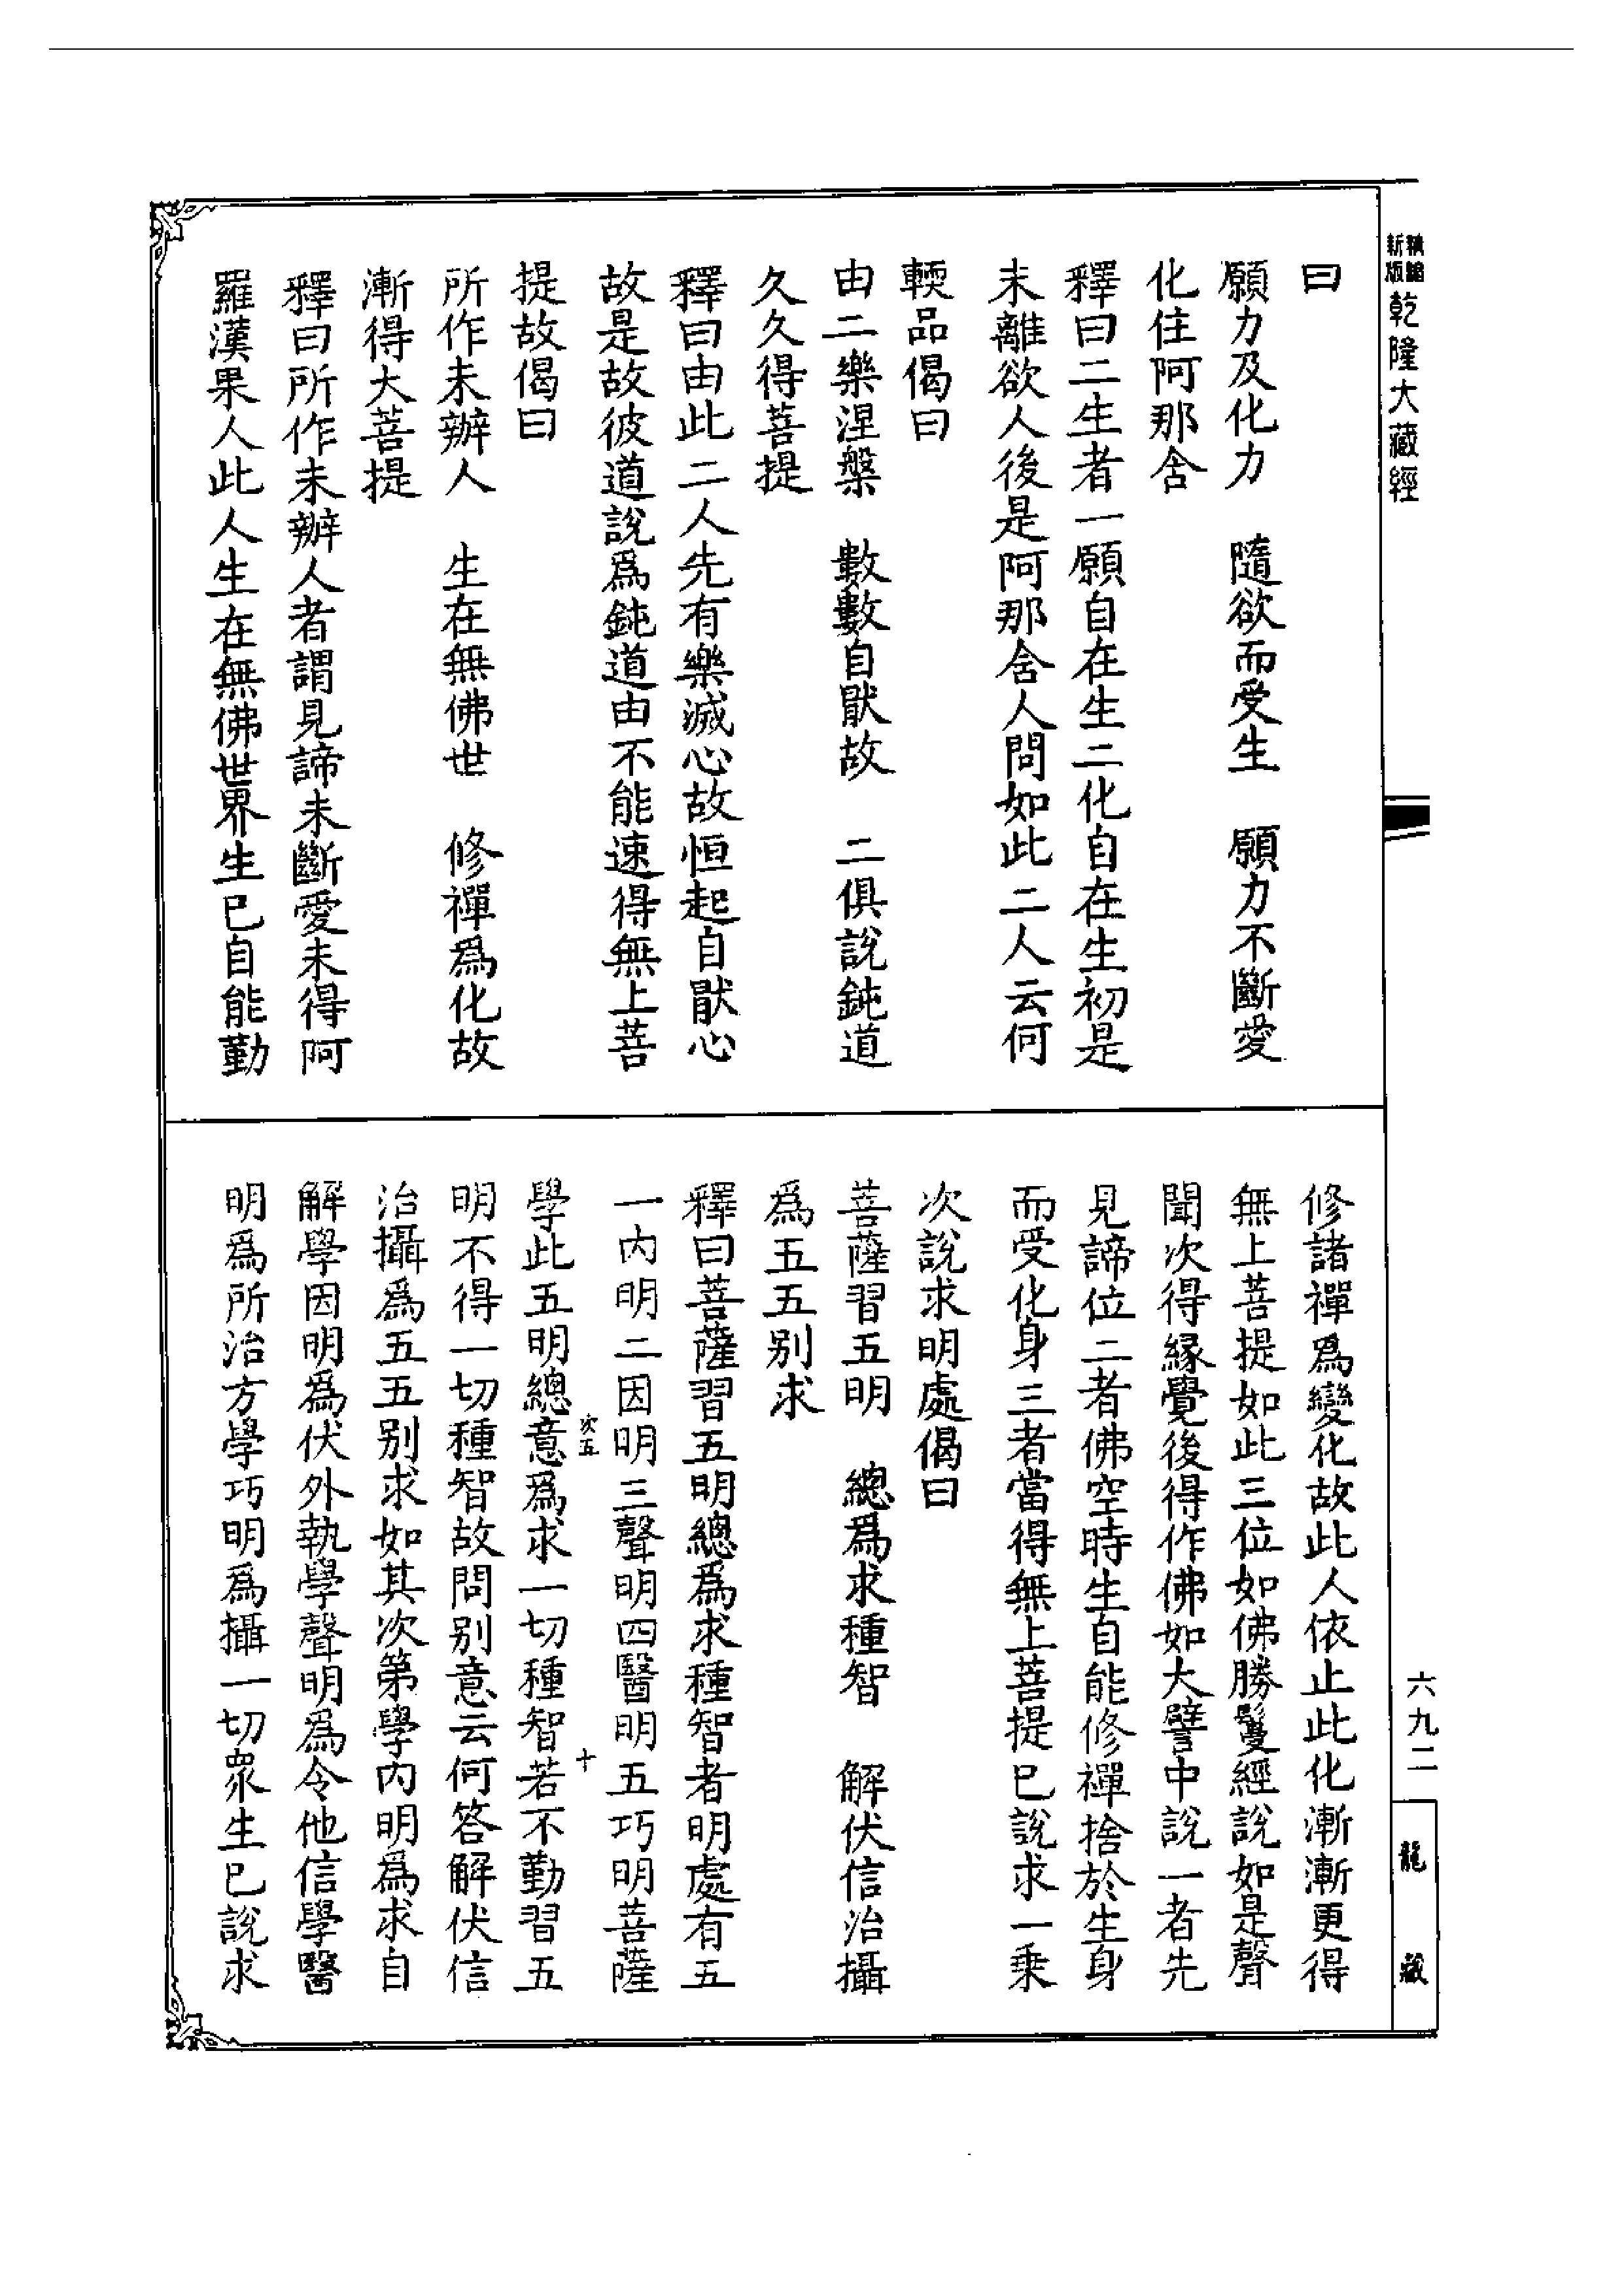 新版精縮
乾隆大藏經
曰
願力及化力　隨欲而受生　願力不斷愛
化住阿那含
釋曰二生者一願自在生二化自在生初是
未離欲人後是阿那含人問如此二人云何
輭品偈曰
由二樂涅槃　數數自猒故　二俱說鈍道
久久得菩提
釋曰由此二人先有樂滅心故恒起自猒心
故是故彼道說爲鈍道由不能速得無上菩
提故偈曰
所作未辦人　生在無佛世　修禪爲化故
漸得大菩提
釋曰所作未辦人者謂見諦未斷愛未得阿
羅漢果人此人生在無佛世界生已自能勤
修諸禪爲變化故此人依止此化漸漸更得
無上菩提如此三位如佛勝鬘經說如是聲
聞次得緣覺後得作佛如大譬中說一者先
見諦位二者佛空時生自能修禪捨於生身
而受化身三者當得無上菩提已說求一乘
次說求明處偈曰
菩薩習五明　總爲求種智　解伏信治攝
爲五五别求
釋曰菩薩習五明總爲求種智者明處有五
一內明二因明三聲明四醫明五巧明菩薩
學此五明總意爲求一切種智若不勤習五
明不得一切種智故問别意云何答解伏信
治攝爲五五别求如其次第學內明爲求自
解學因明爲伏外執學聲明爲令他信學醫
明爲所治方學巧明爲攝一切眾生已說求
次五
十
六九二
龍藏